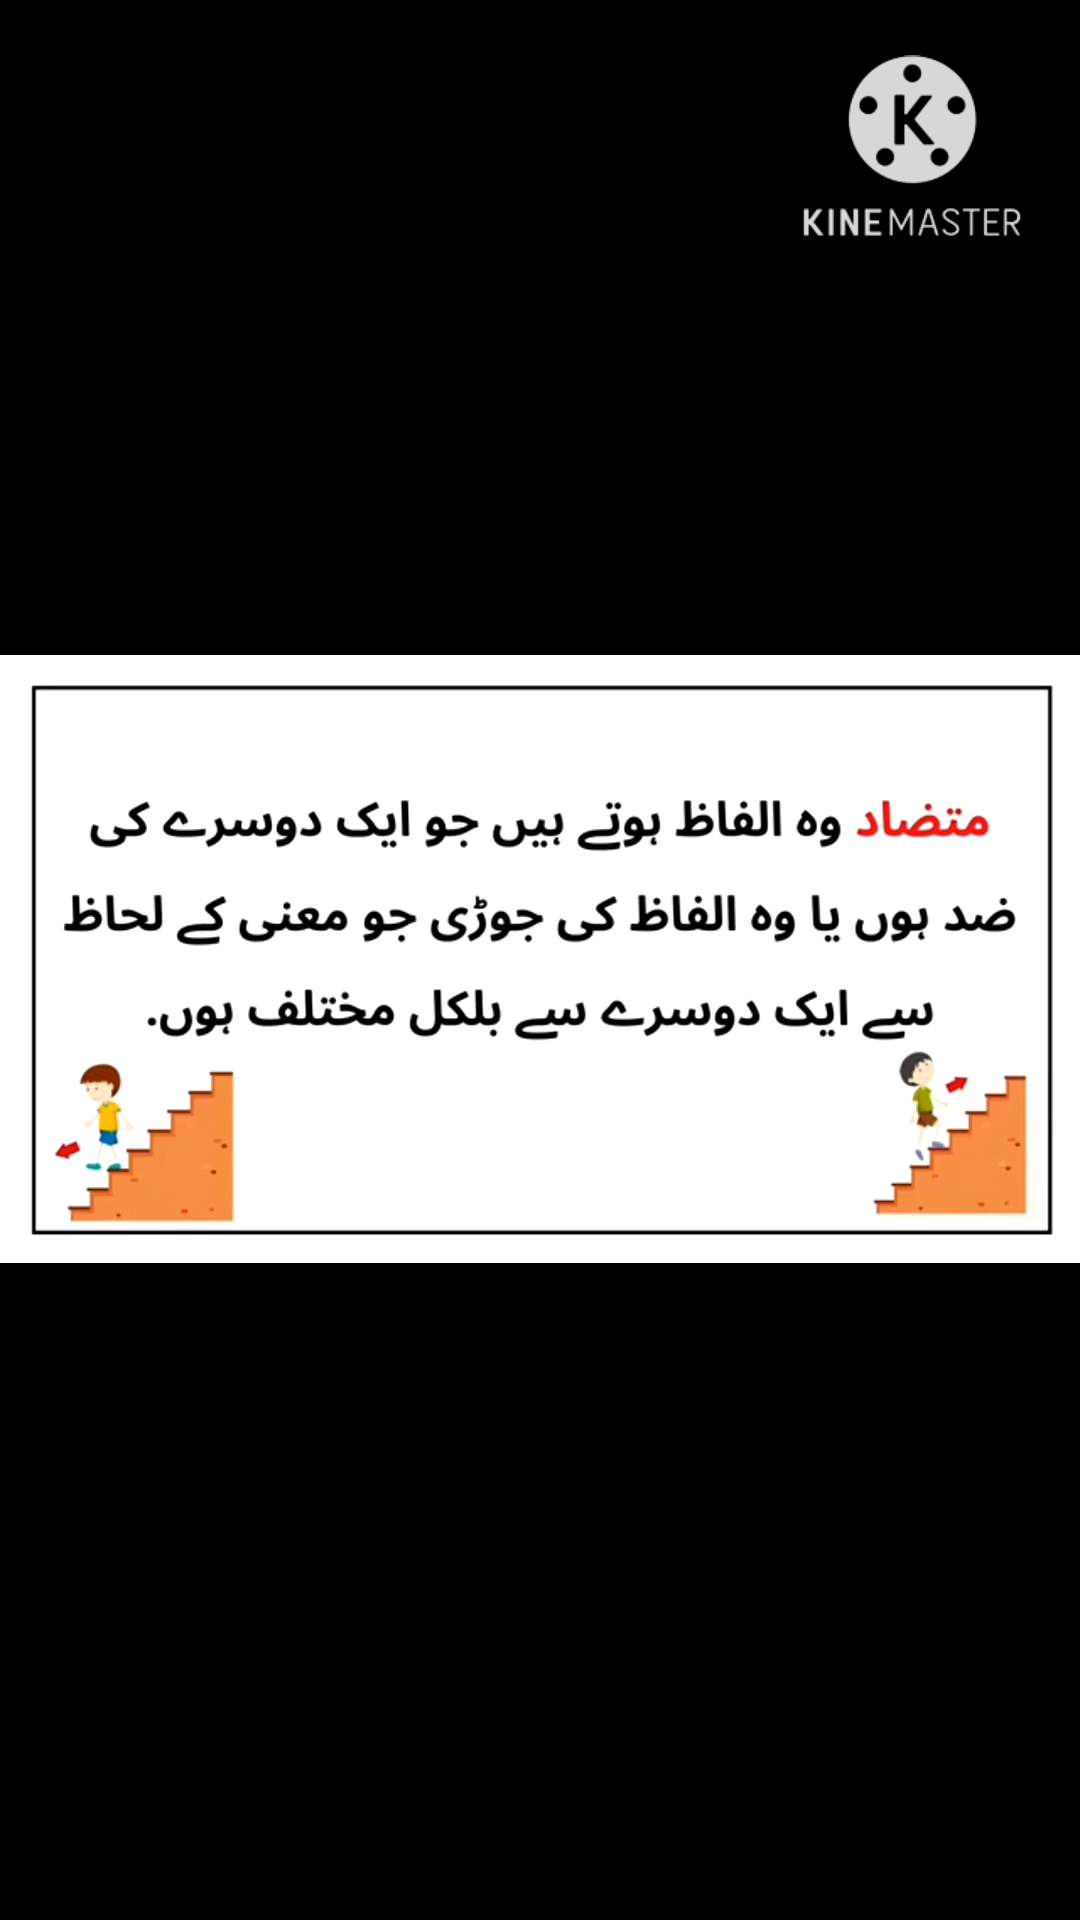 K
KINEMASTER
متضاد وہ الفاظ ہوتے ہیں جو ایک دوسرے کی
ضد ہوں یا وہ الفاظ کی جوڑی جو معنی کے لحاظ
سے ایک دوسرے سے بلکل مختلف ہوں.